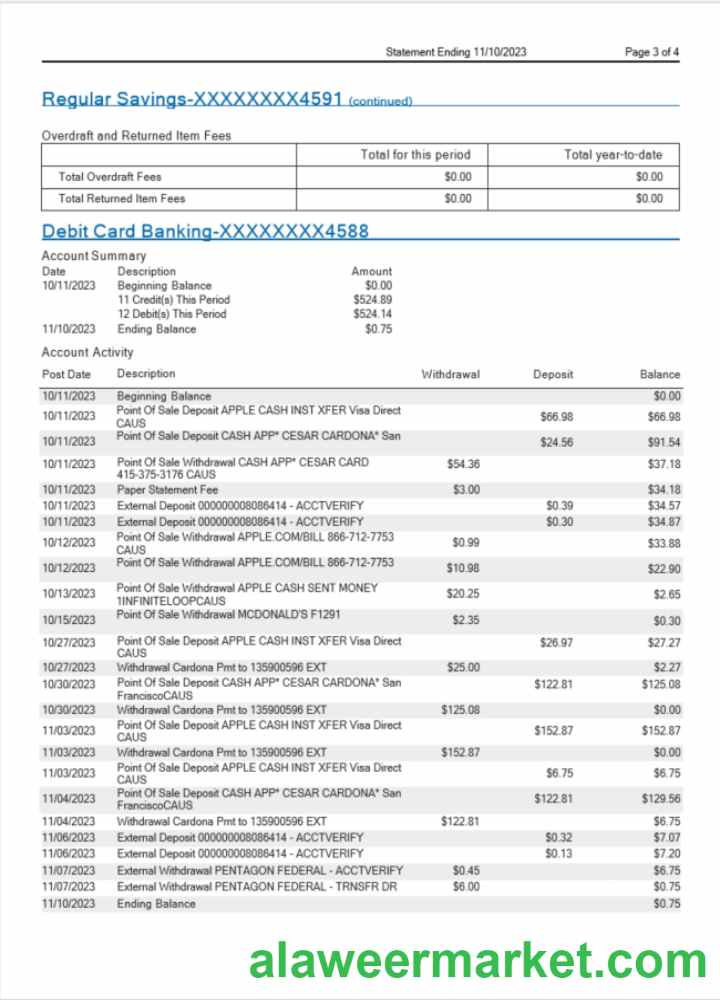 Statement Ending 11/10/2023 Page 3 of 4
Regular Savings-XXXXXXXX4591 (continued)
Overdraft and Returned Item Fees
Total for this period Total year-to-date
Total Overdraft Fees $0.00 $0.00
Total Returned Item Fees $0.00 $0.00
Debit Card Banking-XXXXXXXX4588
Account Summary
Date Description Amount
10/11/2023 Beginning Balance $0.00
11 Credit(s) This Period $524.89
12 Debit(s) This Period $524.14
11/10/2023 Ending Balance $0.75
Account Activity
Post Date Description Withdrawal Deposit Balance
10/11/2023 Beginning Balance $0.00
10/11/2023 Point Of Sale Deposit APPLE CASH INST XFER Visa Direct $66.98 $66.98
CAUS
10/11/2023 Point Of Sale Deposit CASH APP* CESAR CARDONA* San $24.56 $91.54
10/11/2023 Point Of Sale Withdrawal CASH APP* CESAR CARD $54.36 $37.18
415-375-3176 CAUS
10/11/2023 Paper Statement Fee $3.00 $34.18
10/11/2023 External Deposit 000000008086414 - ACCTVERIFY $0.39 $34.57
10/11/2023 External Deposit 000000008086414 - ACCTVERIFY $0.30 $34.87
10/12/2023 Point Of Sale Withdrawal APPLE.COM/BILL 866-712-7753 $0.99 $33.88
CAUS
10/12/2023 Point Of Sale Withdrawal APPLE.COM/BILL 866-712-7753 $10.98 $22.90
10/13/2023 Point Of Sale Withdrawal APPLE CASH SENT MONEY $20.25 $2.65
1INFINITELOOPCAUS
10/15/2023 Point Of Sale Withdrawal MCDONALD'S F1291 $2.35 $0.30
10/27/2023 Point Of Sale Deposit APPLE CASH INST XFER Visa Direct $26.97 $27.27
CAUS
10/27/2023 Withdrawal Cardona Pmt to 135900596 EXT $25.00 $2.27
10/30/2023 Point Of Sale Deposit CASH APP* CESAR CARDONA* San $122.81 $125.08
FranciscoCAUS
10/30/2023 Withdrawal Cardona Pmt to 135900596 EXT $125.08 $0.00
11/03/2023 Point Of Sale Deposit APPLE CASH INST XFER Visa Direct $152.87 $152.87
CAUS
11/03/2023 Withdrawal Cardona Pmt to 135900596 EXT $152.87 $0.00
11/03/2023 Point Of Sale Deposit APPLE CASH INST XFER Visa Direct $6.75 $6.75
CAUS
11/04/2023 Point Of Sale Deposit CASH APP* CESAR CARDONA* San $122.81 $129.56
FranciscoCAUS
11/04/2023 Withdrawal Cardona Pmt to 135900596 EXT $122.81 $6.75
11/06/2023 External Deposit 000000008086414 - ACCTVERIFY $0.32 $7.07
11/06/2023 External Deposit 000000008086414 - ACCTVERIFY $0.13 $7.20
11/07/2023 External Withdrawal PENTAGON FEDERAL - ACCTVERIFY $0.45 $6.75
11/07/2023 External Withdrawal PENTAGON FEDERAL - TRNSFR DR $6.00 $0.75
11/10/2023 Ending Balance $0.75
alaweermarket.com